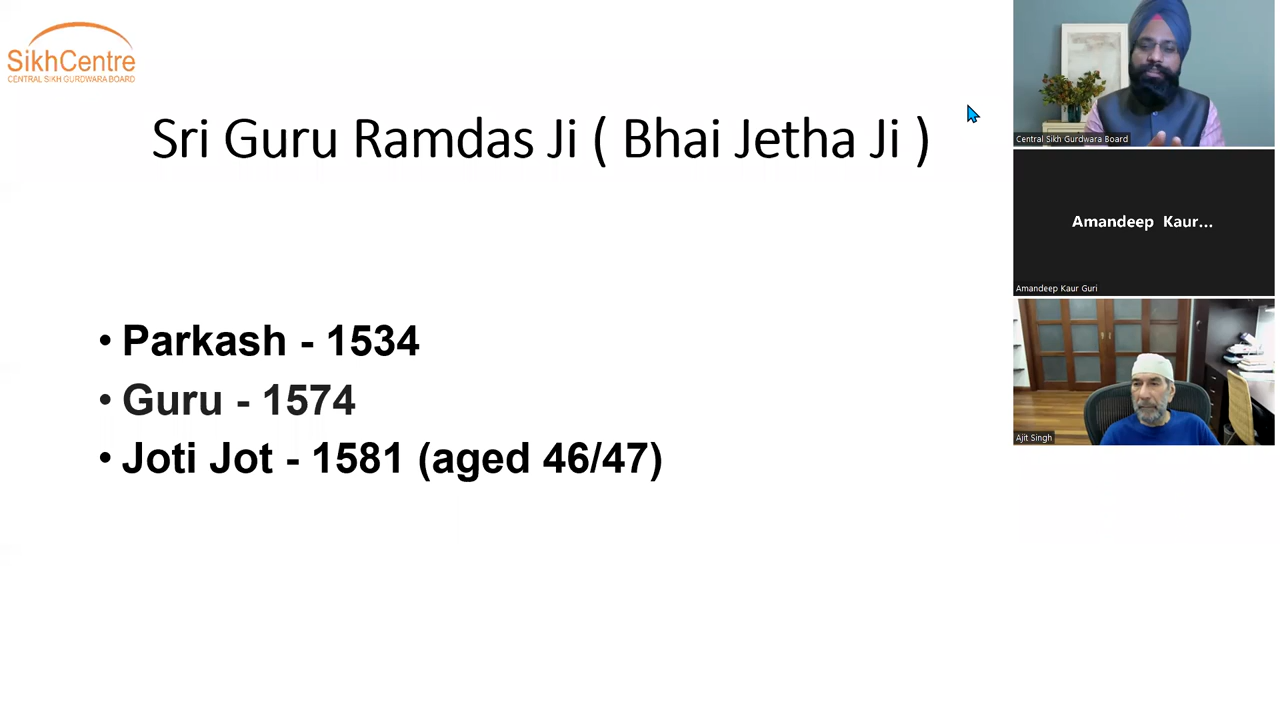 SikhCentre
CENTRAL SIKH GURDWARA BOARD
Sri Guru Ramdas Ji ( Bhai Jetha Ji )
• Parkash - 1534
• Guru - 1574
• Joti Jot - 1581 (aged 46/47)
Central Sikh Gurdwara Board
Amandeep Kaur...
Amandeep Kaur Guri
Ajit Singh